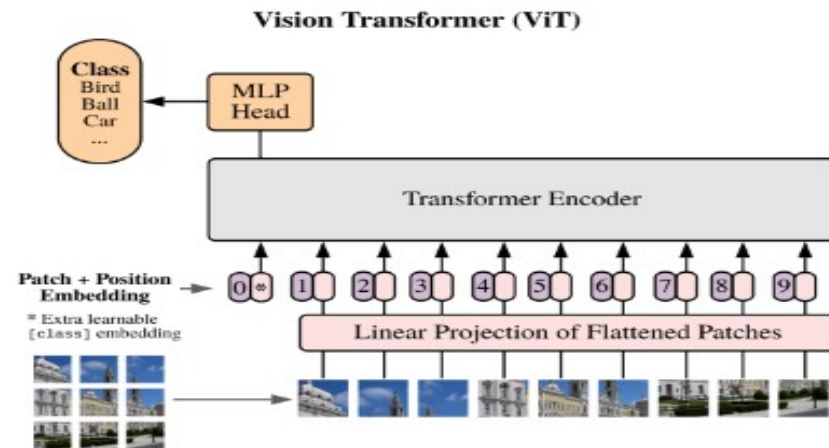 Vision Transformer (ViT)
Class
Bird
Ball
Car
...
MLP
Head
Transformer Encoder
Patch + Position
Embedding
0 * 1 2 3 4 5 6 7 8 9
* Extra learnable
[class] embedding
Linear Projection of Flattened Patches